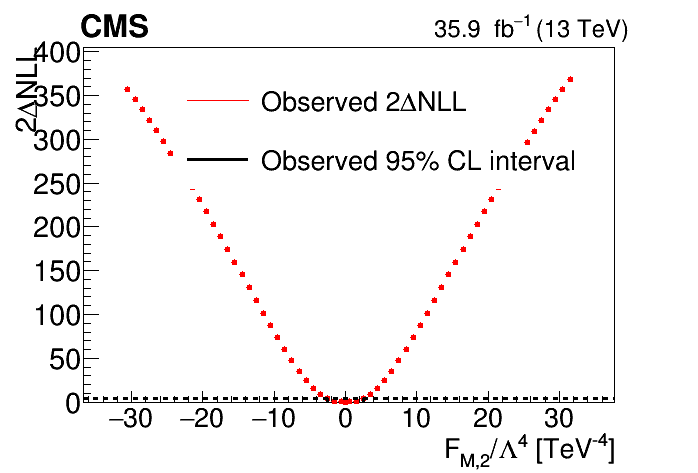 CMS 35.9 fb⁻¹ (13 TeV)
2ΔNLL
400
350
300
250
200
150
100
50
0
Observed 2ΔNLL
Observed 95% CL interval
−30 −20 −10 0 10 20 30
F_M,2/Λ⁴ [TeV⁻⁴]